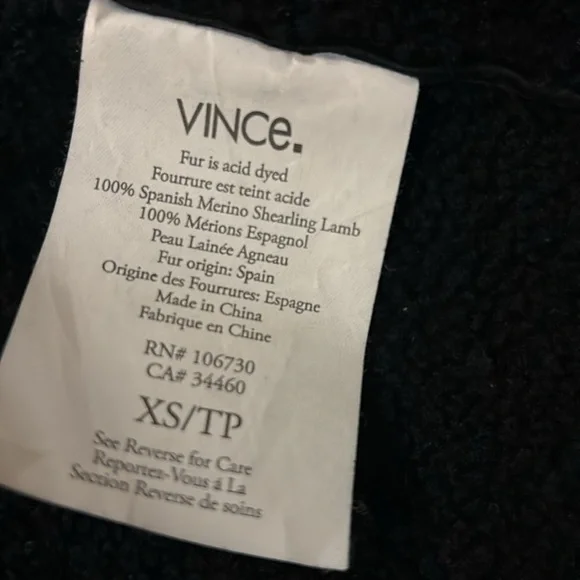 VINCe.
Fur is acid dyed
Fourrure est teint acide
100% Spanish Merino Shearling Lamb
100% Mérions Espagnol
Peau Lainée Agneau
Fur origin: Spain
Origine des Fourrures: Espagne
Made in China
Fabrique en Chine
RN# 106730
CA# 34460
XS/TP
See Reverse for Care
Reportez-Vous á La
Section Reverse de soins